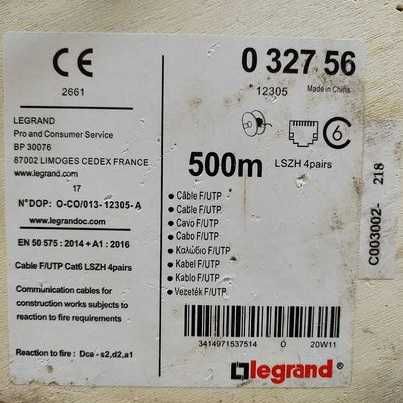 CE
2661
LEGRAND
Pro and Consumer Service
BP 30076
87002 LIMOGES CEDEX FRANCE
www.legrand.com
17
N°DOP: O-CO/013-12305-A
www.legrandoc.com
EN 50 575 : 2014 + A1 : 2016
Cable F/UTP Cat6 LSZH 4pairs
Communication cables for
construction works subjects to
reaction to fire requirements
Reaction to fire : Dca - s2,d2,a1
0 327 56
12305 Made in China
6
500m
LSZH 4pairs
• Câble F/UTP
• Cable F/UTP
• Cavo F/UTP
• Cabo F/UTP
• Καλώδιο F/UTP
• Kabel F/UTP
• Kablo F/UTP
• Vezeték F/UTP
3414971537514 O 20W11
legrand
C003002- 218